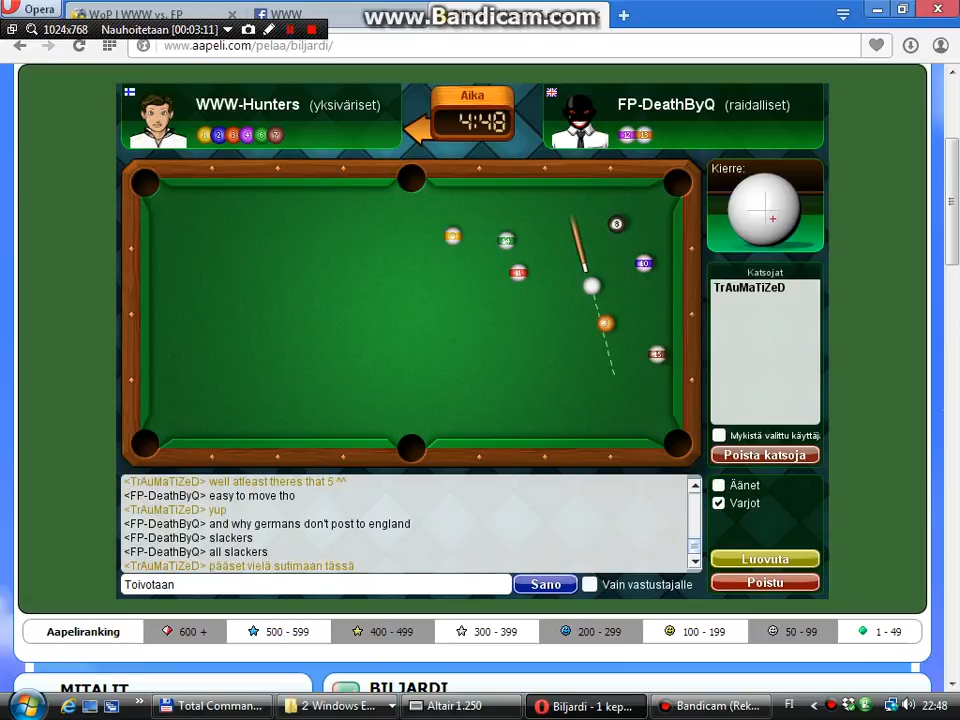 Opera
WoP | WWW vs. FP
WWW
www.Bandicam.com
1024x768
Nauhoitetaan [00:03:11]
www.aapeli.com/pelaa/biljardi/
WWW-Hunters (yksiväriset)
Aika
4:48
FP-DeathByQ (raidalliset)
Kierre:
Katsojat
TrAuMaTiZeD
Mykistä valittu käyttäjä
Poista katsoja
<TrAuMaTiZeD> well atleast theres that 5 ^^
<FP-DeathByQ> easy to move tho
<TrAuMaTiZeD> yup
<FP-DeathByQ> and why germans don't post to england
<FP-DeathByQ> slackers
<FP-DeathByQ> all slackers
<TrAuMaTiZeD> pääset vielä sutimaan tässä
Äänet
Varjot
Luovuta
Toivotaan
Sano
Vain vastustajalle
Poistu
Aapeliranking
600 +
500 - 599
400 - 499
300 - 399
200 - 299
100 - 199
50 - 99
1 - 49
MITALIT
BILJARDI
Total Comman...
2 Windows E...
Altair 1.250
Biljardi - 1 kep...
Bandicam (Rek...
FI
22:48